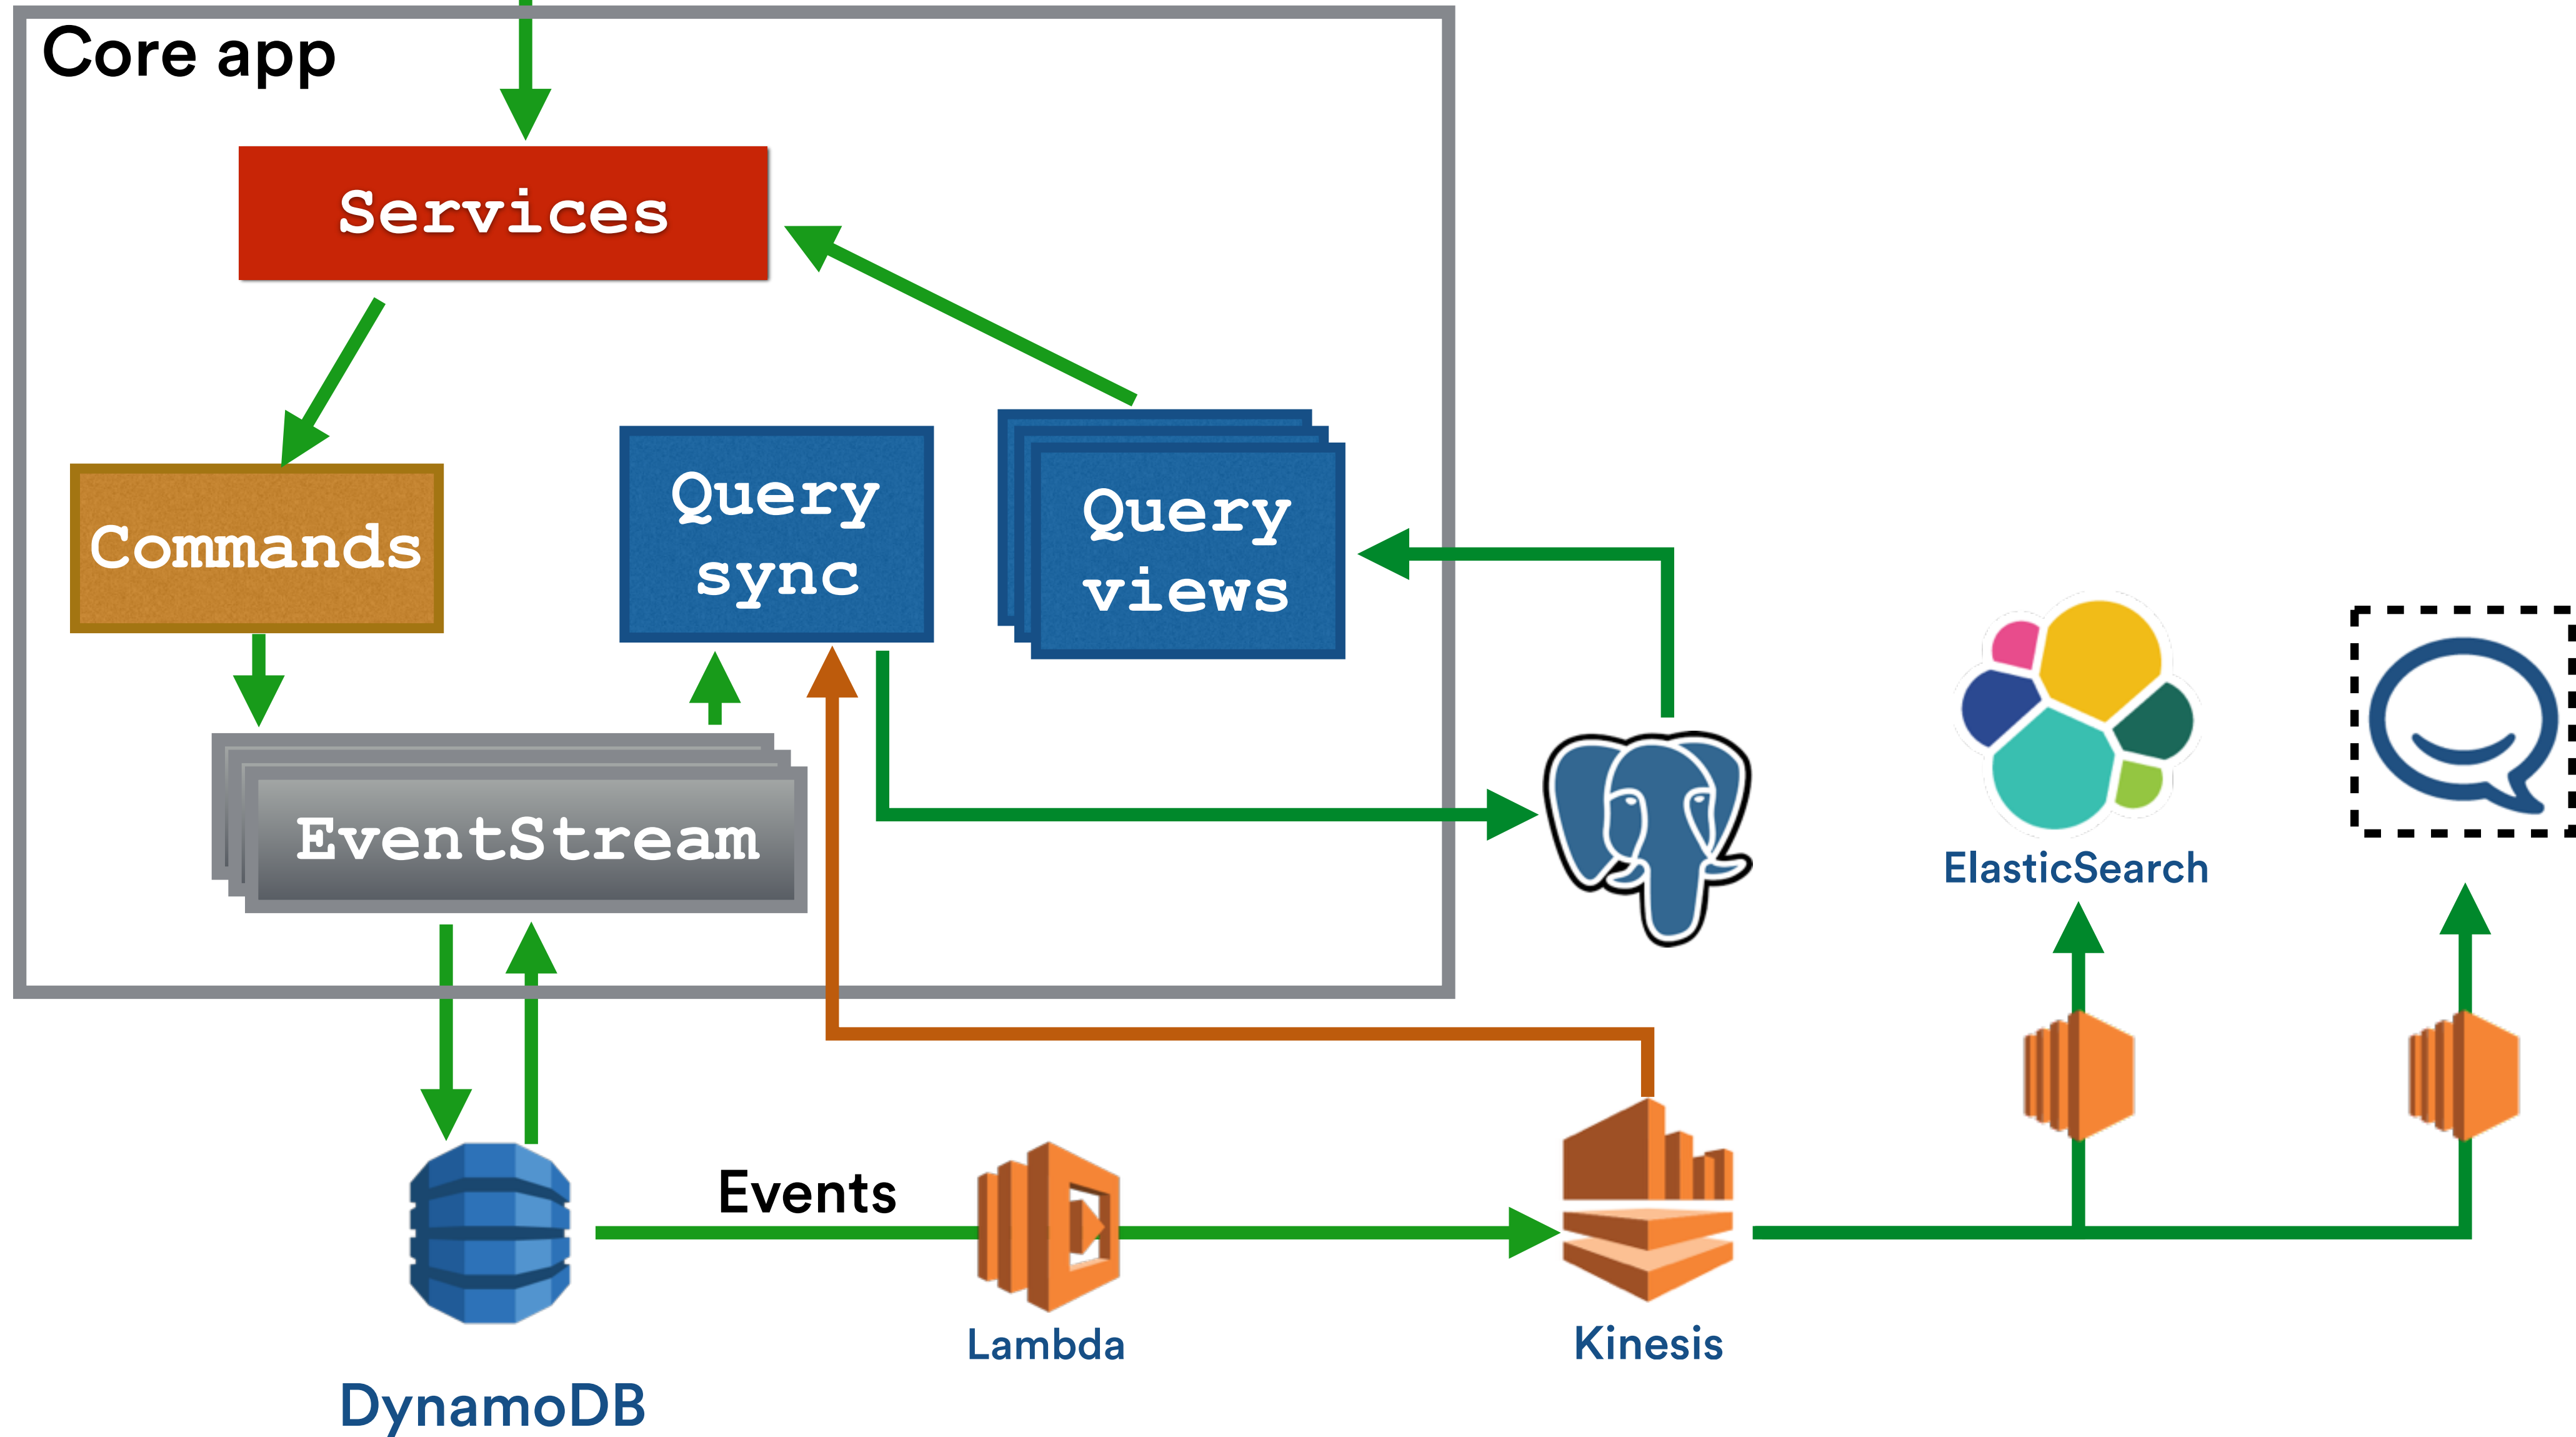 Core app
Services
Commands
Query
sync
Query
views
EventStream
ElasticSearch
Events
Lambda
Kinesis
DynamoDB